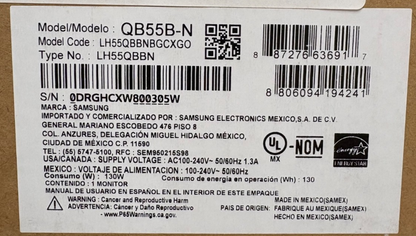 Model/Modelo : QB55B-N
Model Code : LH55QBBNBGCXGO
Type No. : LH55QBBN
8 87276 63691 7
S/N : 0DRGHCXW800305W
8 806094 194241
MARCA : SAMSUNG
IMPORTADO Y COMERCIALIZADO POR : SAMSUNG ELECTRONICS MEXICO, S.A. DE C.V.
GENERAL MARIANO ESCOBEDO 476 PISO 8
COL. ANZURES, DELEGACIÓN MIGUEL HIDALGO MÉXICO,
CIUDAD DE MÉXICO C.P. 11590
TEL : (55) 5747-5100, RFC : SEM950215S98
USA/CANADA : SUPPLY VOLTAGE : AC100-240V~ 50/60Hz 1.3A
MEXICO : VOLTAJE DE ALIMENTACION : 100-240V~ 50/60Hz
Consumo (W) : 130W
Consumo de energia en operación (Wh) : 130
CONTENIDO : 1 MONITOR
MANUAL DE USUARIO EN ESPAÑOL EN EL INTERIOR DE ESTE EMPAQUE
UL
NOM
ENERGY STAR
Warning : Cancer and Reproductive Harm
Advertencia : Cáncer y Daño Reproductivo
www.P65Warnings.ca.gov.
ORIGIN : MADE IN MEXICO(SAMEX)
PAIS DE ORIGEN: FABRIQUE AU MEXIQUE(SAMEX)
HECHO EN MEXICO(SAMEX)